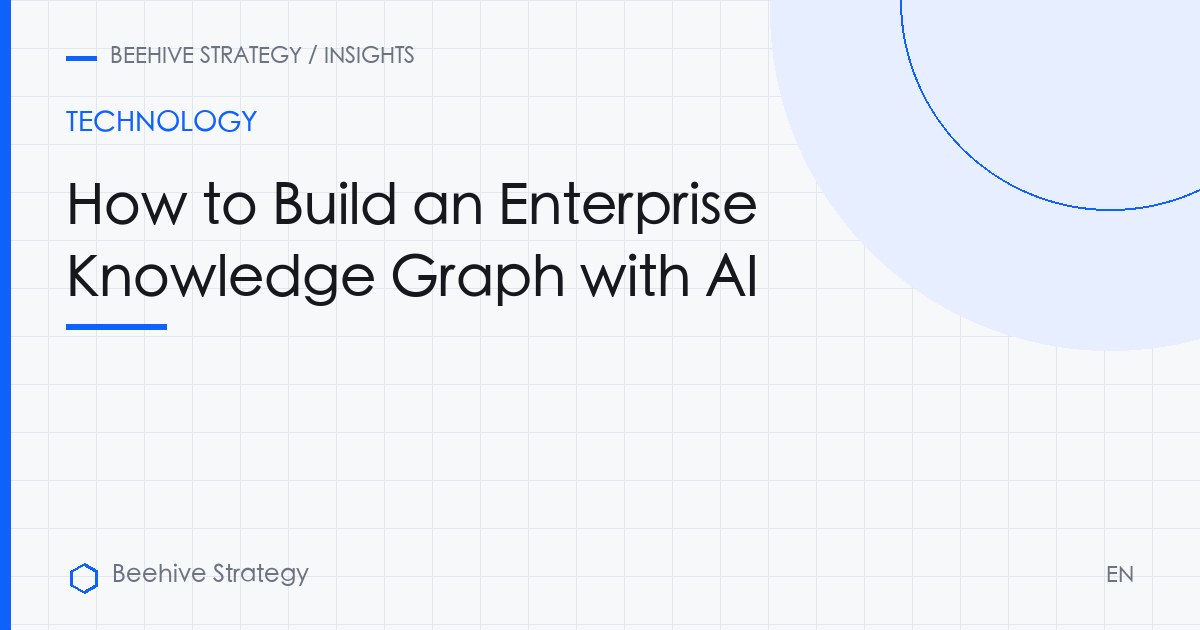 BEEHIVE STRATEGY / INSIGHTS
TECHNOLOGY
How to Build an Enterprise
Knowledge Graph with AI
Beehive Strategy
EN